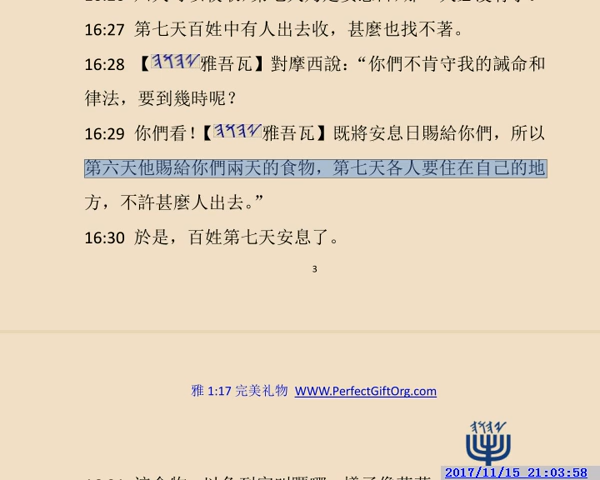 16:27 第七天百姓中有人出去收，甚麼也找不著。
16:28 【雅吾瓦】對摩西說：“你們不肯守我的誡命和
律法，要到幾時呢？
16:29 你們看！【雅吾瓦】既將安息日賜給你們，所以
第六天他賜給你們兩天的食物，第七天各人要住在自己的地
方，不許甚麼人出去。”
16:30 於是，百姓第七天安息了。
3
雅 1:17 完美礼物 WWW.PerfectGiftOrg.com
2017/11/15 21:03:58